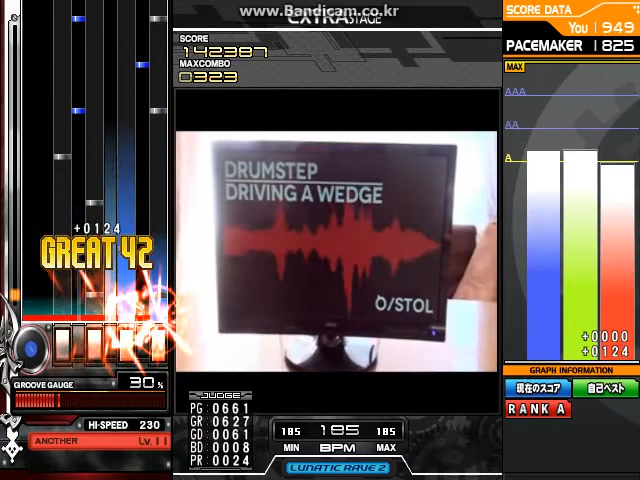 www.Bandicam.co.kr
EXTRA STAGE
SCORE
142387
MAXCOMBO
0323
SCORE DATA
You 1949
PACEMAKER 1825
MAX
AAA
AA
A
DRUMSTEP
DRIVING A WEDGE
Ö/STOL
+0124
GREAT 42
+0000
+0124
GROOVE GAUGE 30 %
HI-SPEED 230
ANOTHER Lv.11
JUDGE
PG:0661
GR:0627
GD:0061
BD:0008
PR:0024
185 185 185
MIN BPM MAX
LUNATIC RAVE 2
GRAPH INFORMATION
現在のスコア 自己ベスト
RANK A